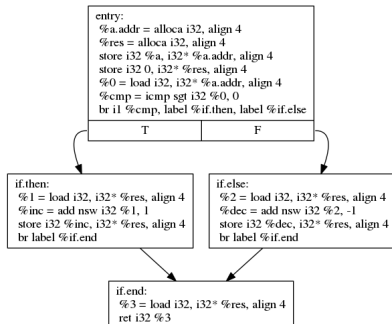 entry:
%a.addr = alloca i32, align 4
%res = alloca i32, align 4
store i32 %a, i32* %a.addr, align 4
store i32 0, i32* %res, align 4
%0 = load i32, i32* %a.addr, align 4
%cmp = icmp sgt i32 %0, 0
br i1 %cmp, label %if.then, label %if.else
T F
if.then:
%1 = load i32, i32* %res, align 4
%inc = add nsw i32 %1, 1
store i32 %inc, i32* %res, align 4
br label %if.end
if.else:
%2 = load i32, i32* %res, align 4
%dec = add nsw i32 %2, -1
store i32 %dec, i32* %res, align 4
br label %if.end
if.end:
%3 = load i32, i32* %res, align 4
ret i32 %3